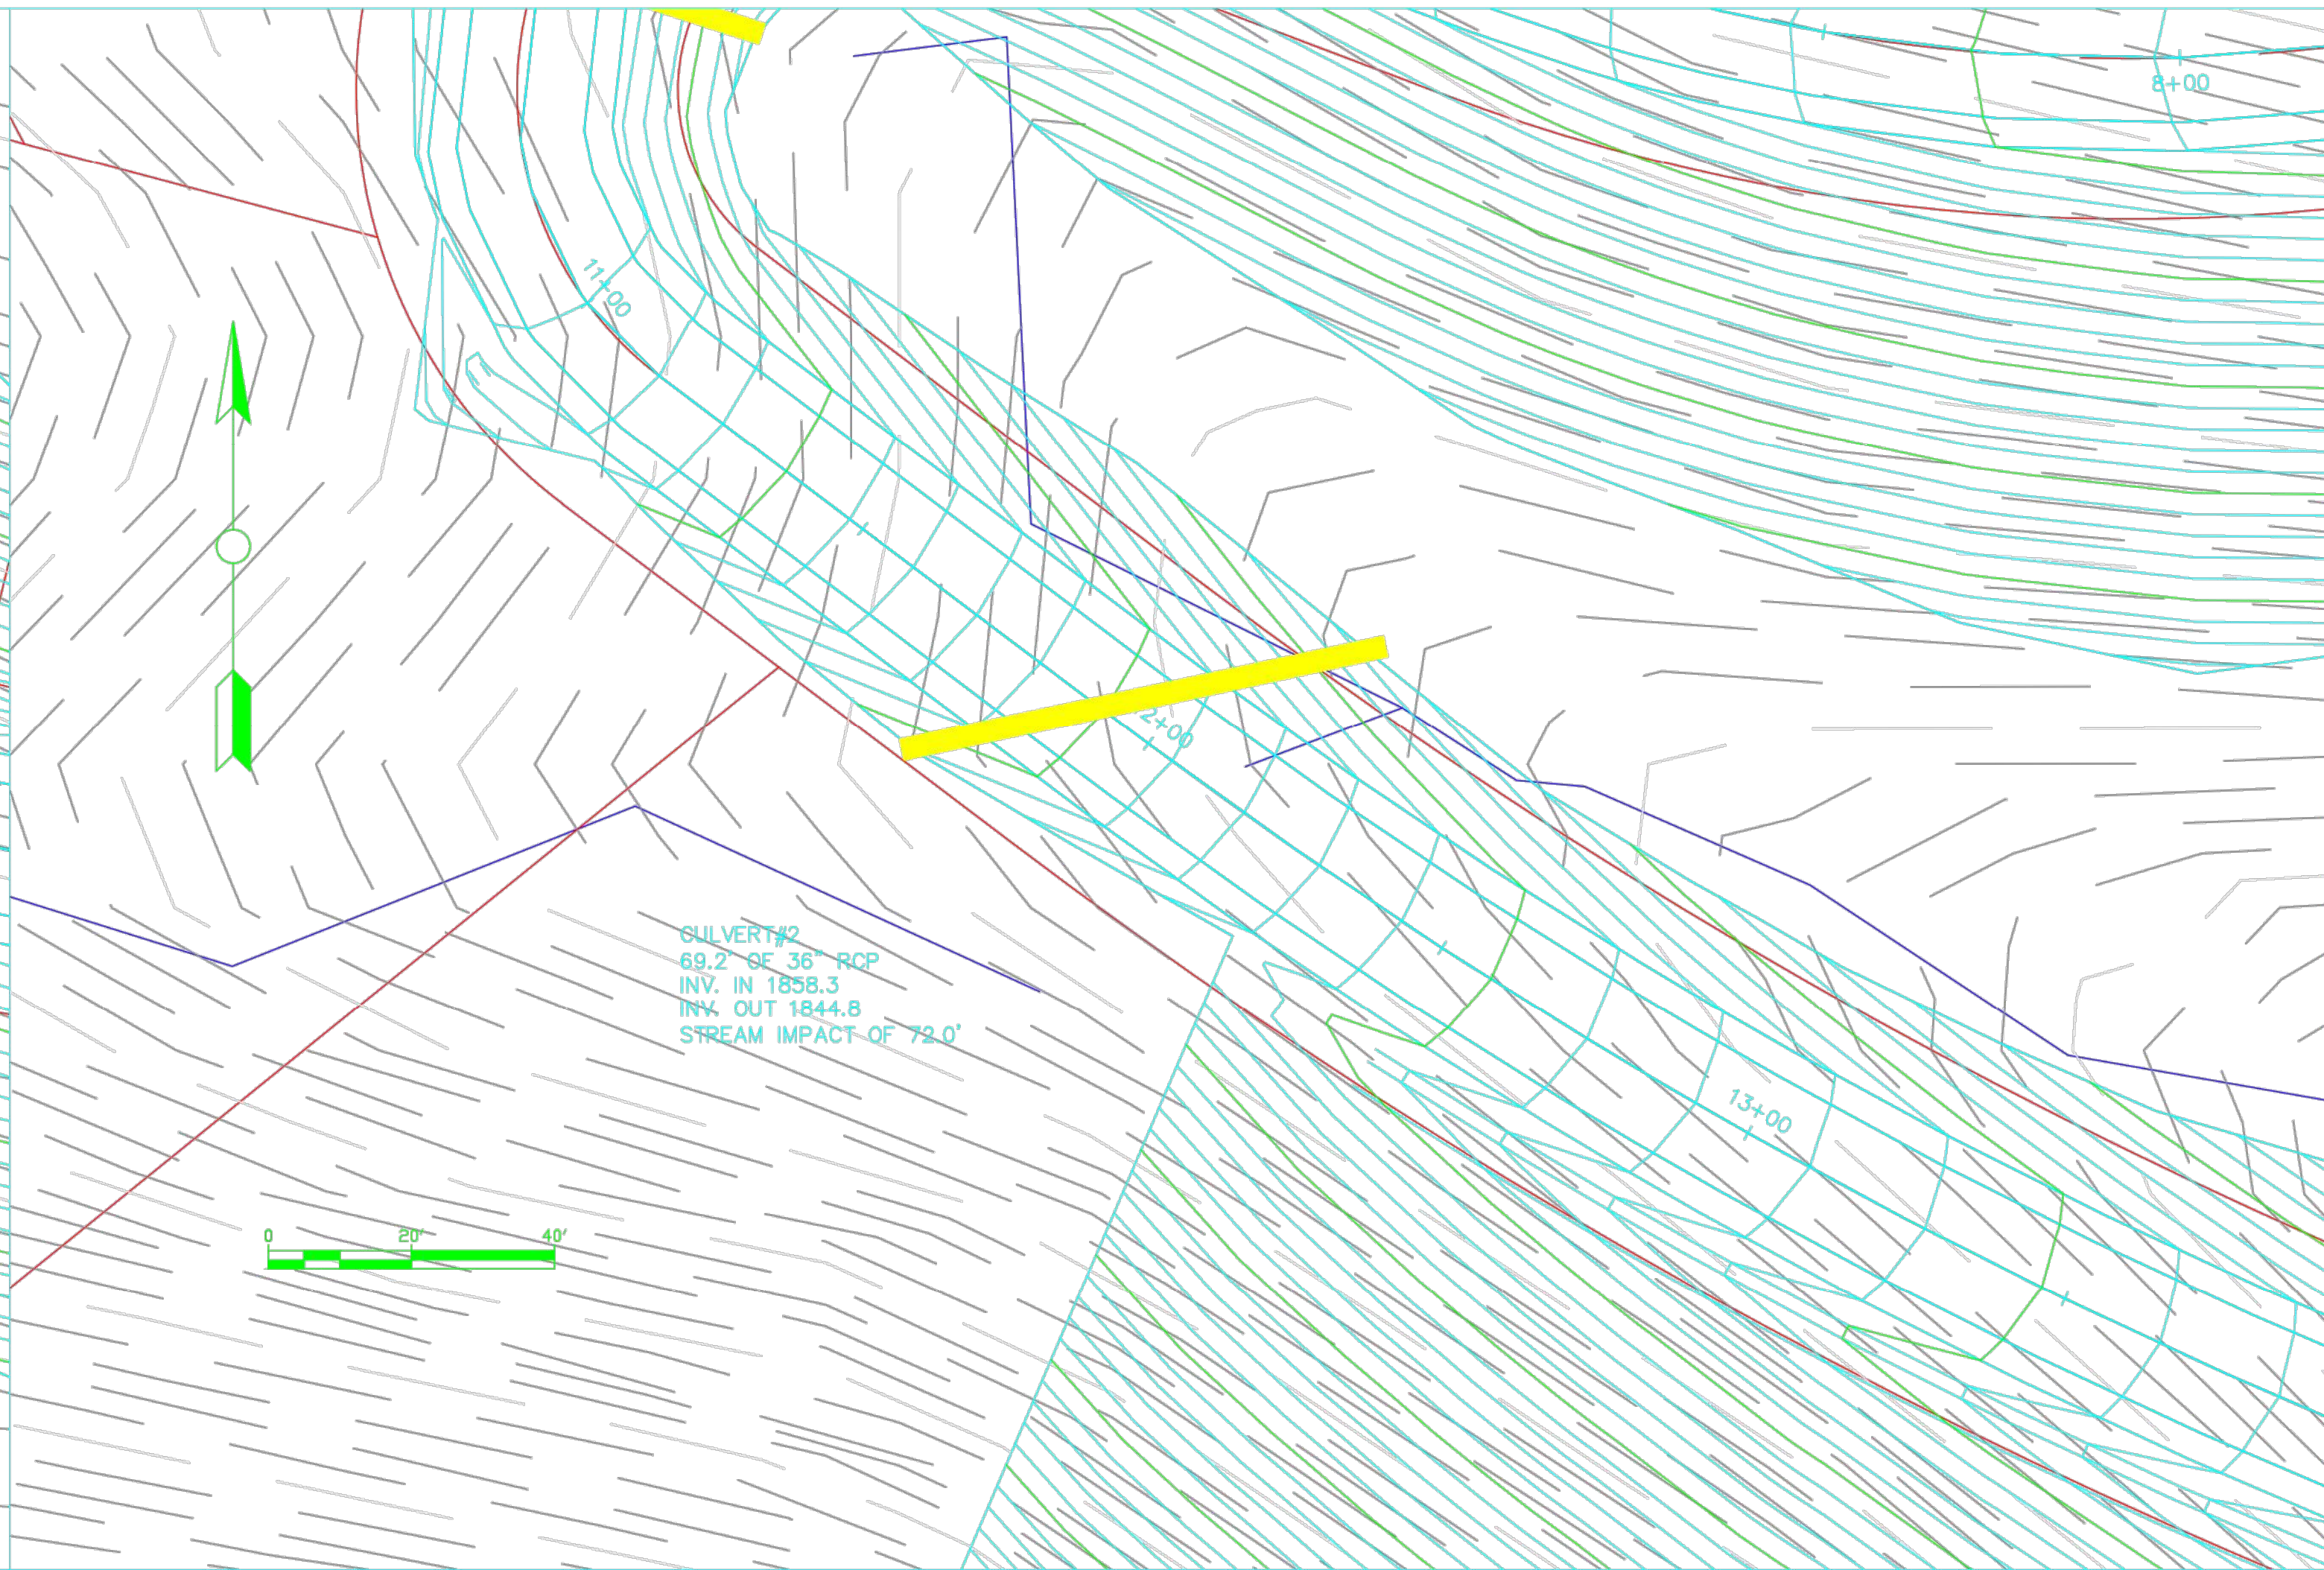 8+00
11+00
2+00
CULVERT#2
69.2' OF 36" RCP
INV. IN 1858.3
INV. OUT 1844.8
STREAM IMPACT OF 72.0'
13+00
0 20' 40'